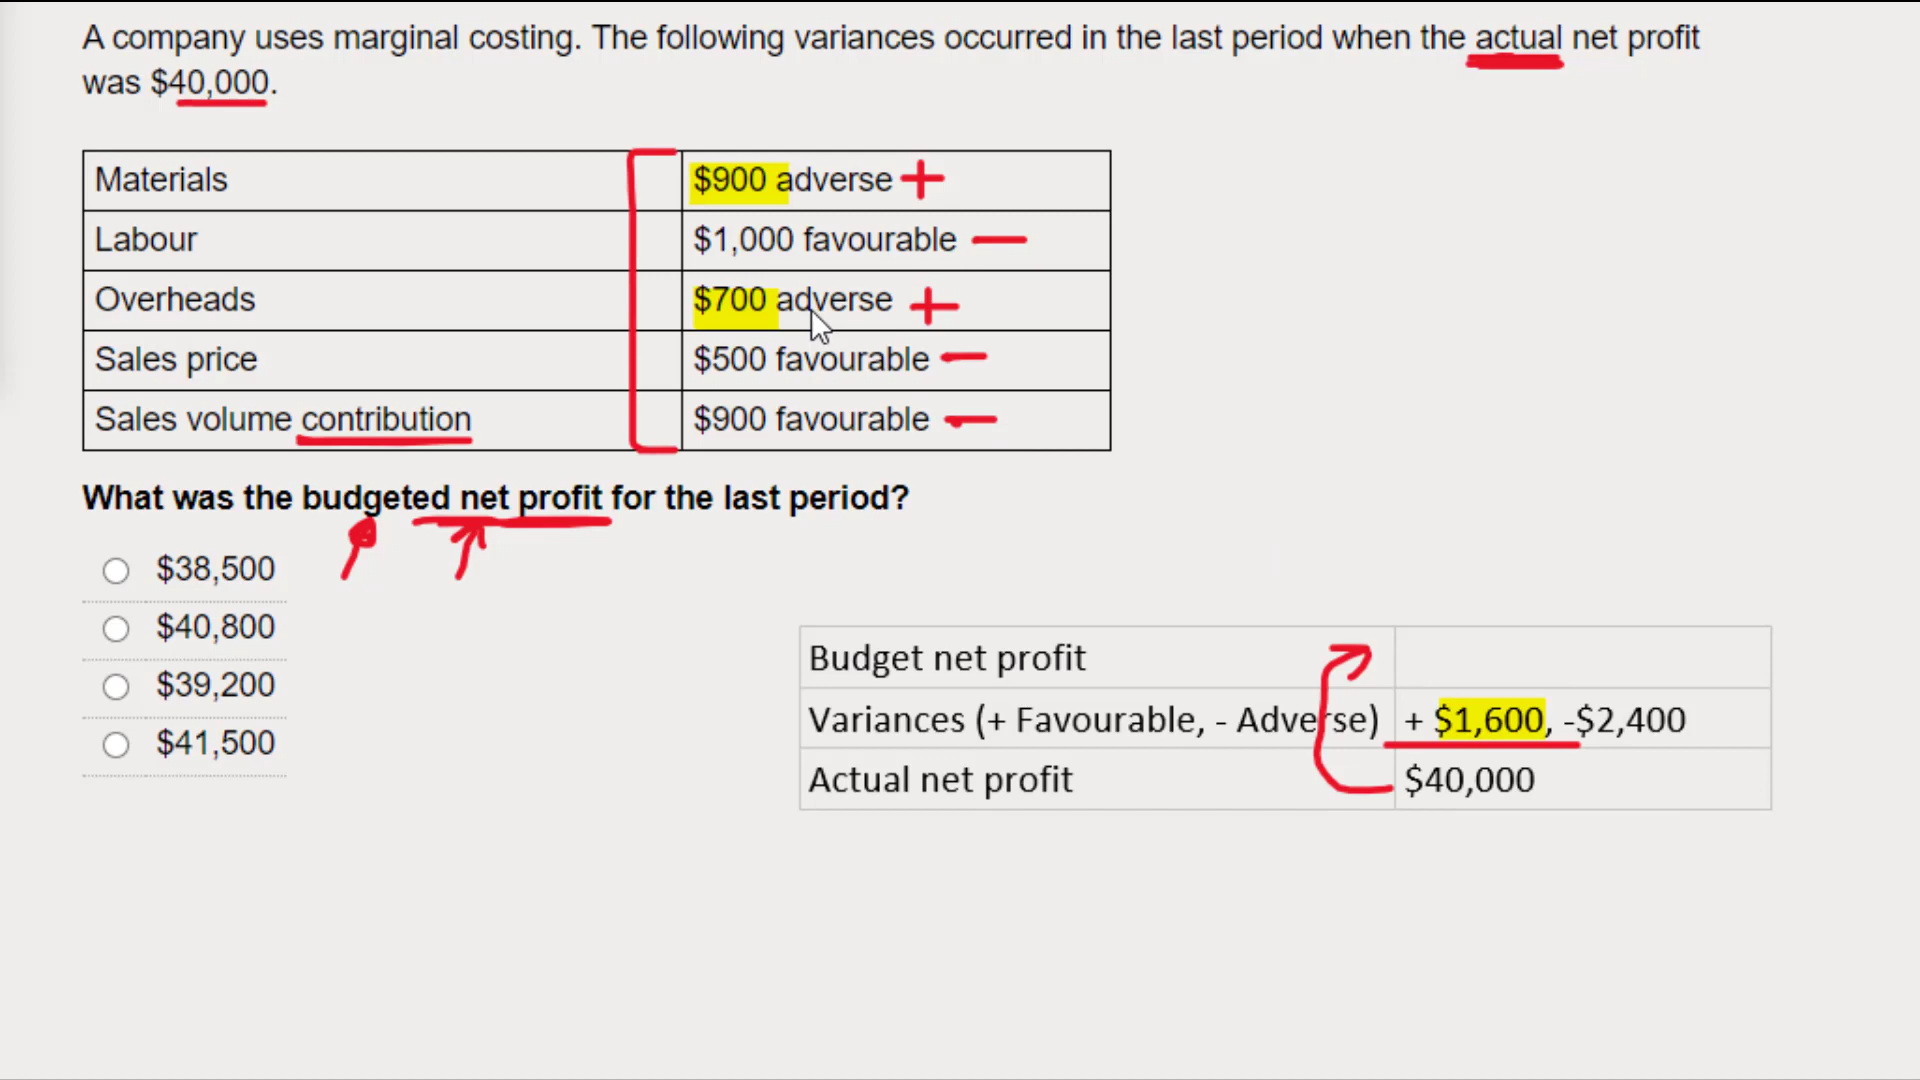 A company uses marginal costing. The following variances occurred in the last period when the actual net profit
was $40,000.
Materials $900 adverse +
Labour $1,000 favourable −
Overheads $700 adverse +
Sales price $500 favourable −
Sales volume contribution $900 favourable −
What was the budgeted net profit for the last period?
$38,500
$40,800
$39,200
$41,500
Budget net profit
Variances (+ Favourable, - Adverse) + $1,600, -$2,400
Actual net profit $40,000